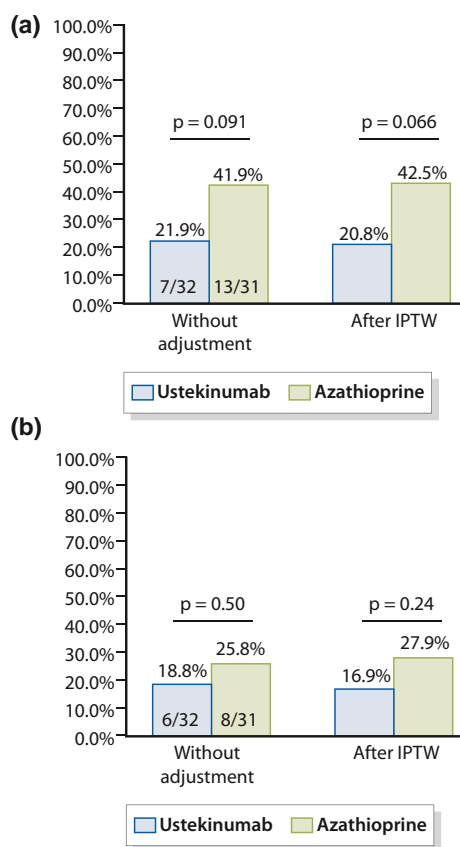 (a)
100.0%
90.0%
80.0%
70.0%
60.0%
50.0%
40.0%
30.0%
20.0%
10.0%
0.0%
p = 0.091
p = 0.066
21.9%
41.9%
20.8%
42.5%
7/32
13/31
Without
adjustment
After IPTW
Ustekinumab Azathioprine
(b)
100.0%
90.0%
80.0%
70.0%
60.0%
50.0%
40.0%
30.0%
20.0%
10.0%
0.0%
p = 0.50
p = 0.24
18.8%
25.8%
16.9%
27.9%
6/32
8/31
Without
adjustment
After IPTW
Ustekinumab Azathioprine